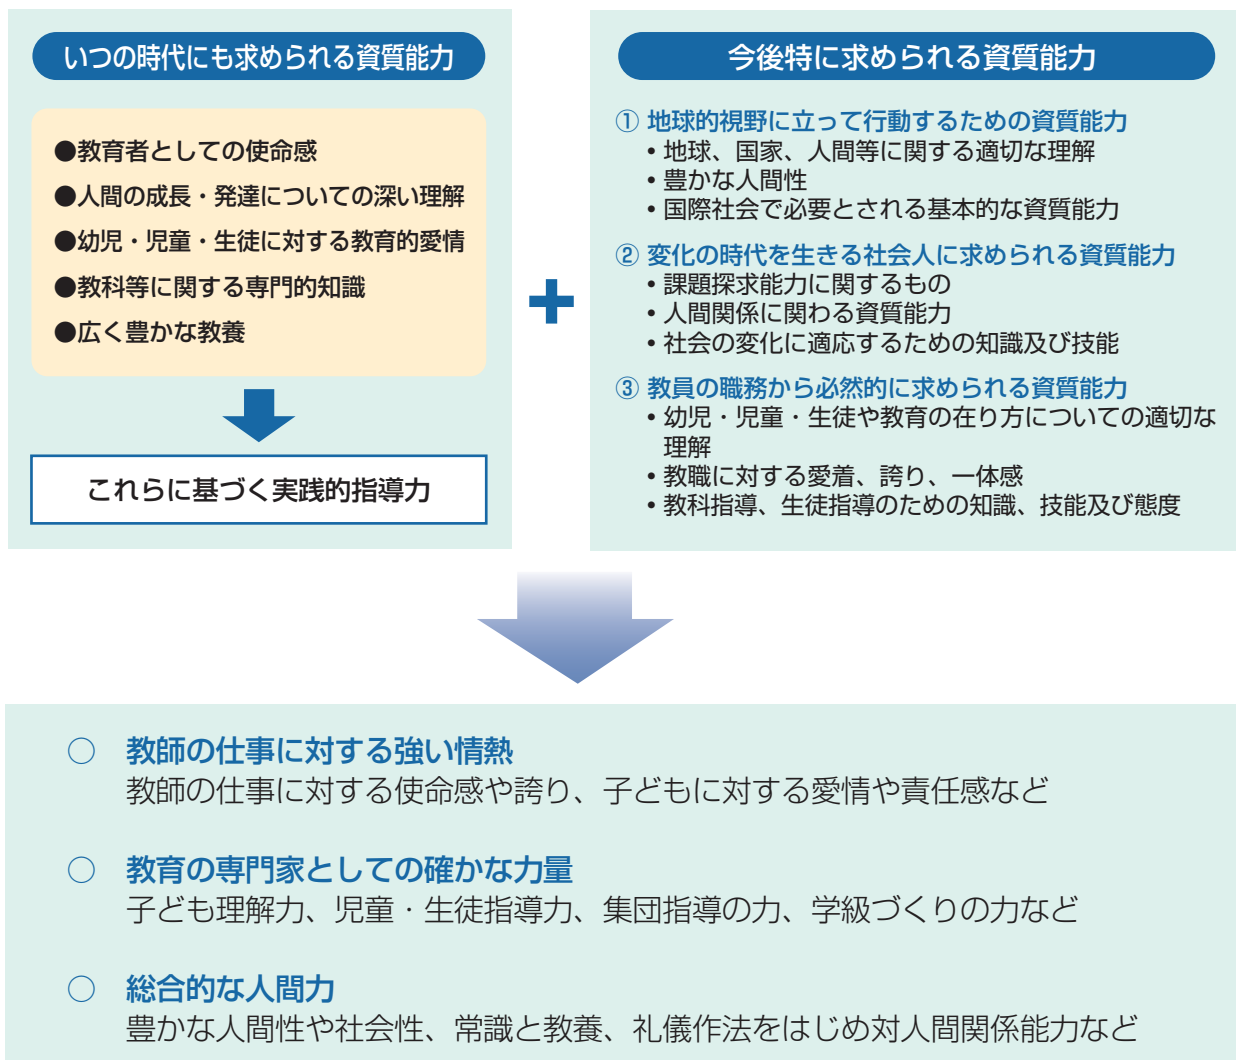 いつの時代にも求められる資質能力
●教育者としての使命感
●人間の成長・発達についての深い理解
●幼児・児童・生徒に対する教育的愛情
●教科等に関する専門的知識
●広く豊かな教養
これらに基づく実践的指導力
今後特に求められる資質能力
① 地球的視野に立って行動するための資質能力
・地球、国家、人間等に関する適切な理解
・豊かな人間性
・国際社会で必要とされる基本的な資質能力
② 変化の時代を生きる社会人に求められる資質能力
・課題探求能力に関するもの
・人間関係に関わる資質能力
・社会の変化に適応するための知識及び技能
③ 教員の職務から必然的に求められる資質能力
・幼児・児童・生徒や教育の在り方についての適切な
理解
・教職に対する愛着、誇り、一体感
・教科指導、生徒指導のための知識、技能及び態度
○ 教師の仕事に対する強い情熱
教師の仕事に対する使命感や誇り、子どもに対する愛情や責任感など
○ 教育の専門家としての確かな力量
子ども理解力、児童・生徒指導力、集団指導の力、学級づくりの力など
○ 総合的な人間力
豊かな人間性や社会性、常識と教養、礼儀作法をはじめ対人間関係能力など